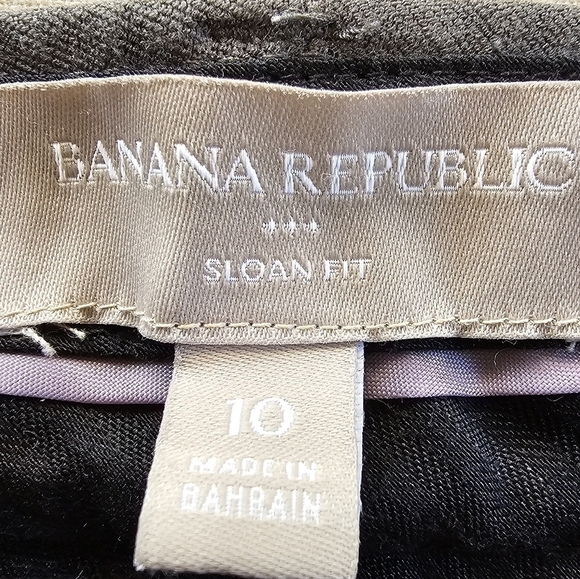 BANANA REPUBLIC
***
SLOAN FIT
10
MADE IN
BAHRAIN